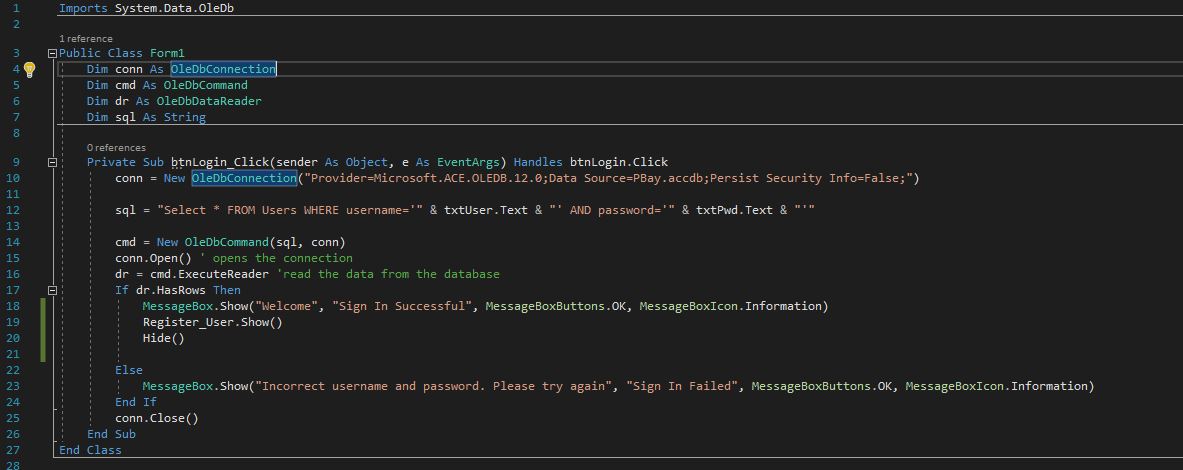 1 Imports System.Data.OleDb
2
1 reference
3 Public Class Form1
4 Dim conn As OleDbConnection
5 Dim cmd As OleDbCommand
6 Dim dr As OleDbDataReader
7 Dim sql As String
8
0 references
9 Private Sub btnLogin_Click(sender As Object, e As EventArgs) Handles btnLogin.Click
10 conn = New OleDbConnection("Provider=Microsoft.ACE.OLEDB.12.0;Data Source=PBay.accdb;Persist Security Info=False;")
11
12 sql = "Select * FROM Users WHERE username='" & txtUser.Text & "' AND password='" & txtPwd.Text & "'"
13
14 cmd = New OleDbCommand(sql, conn)
15 conn.Open() ' opens the connection
16 dr = cmd.ExecuteReader 'read the data from the database
17 If dr.HasRows Then
18 MessageBox.Show("Welcome", "Sign In Successful", MessageBoxButtons.OK, MessageBoxIcon.Information)
19 Register_User.Show()
20 Hide()
21
22 Else
23 MessageBox.Show("Incorrect username and password. Please try again", "Sign In Failed", MessageBoxButtons.OK, MessageBoxIcon.Information)
24 End If
25 conn.Close()
26 End Sub
27 End Class
28